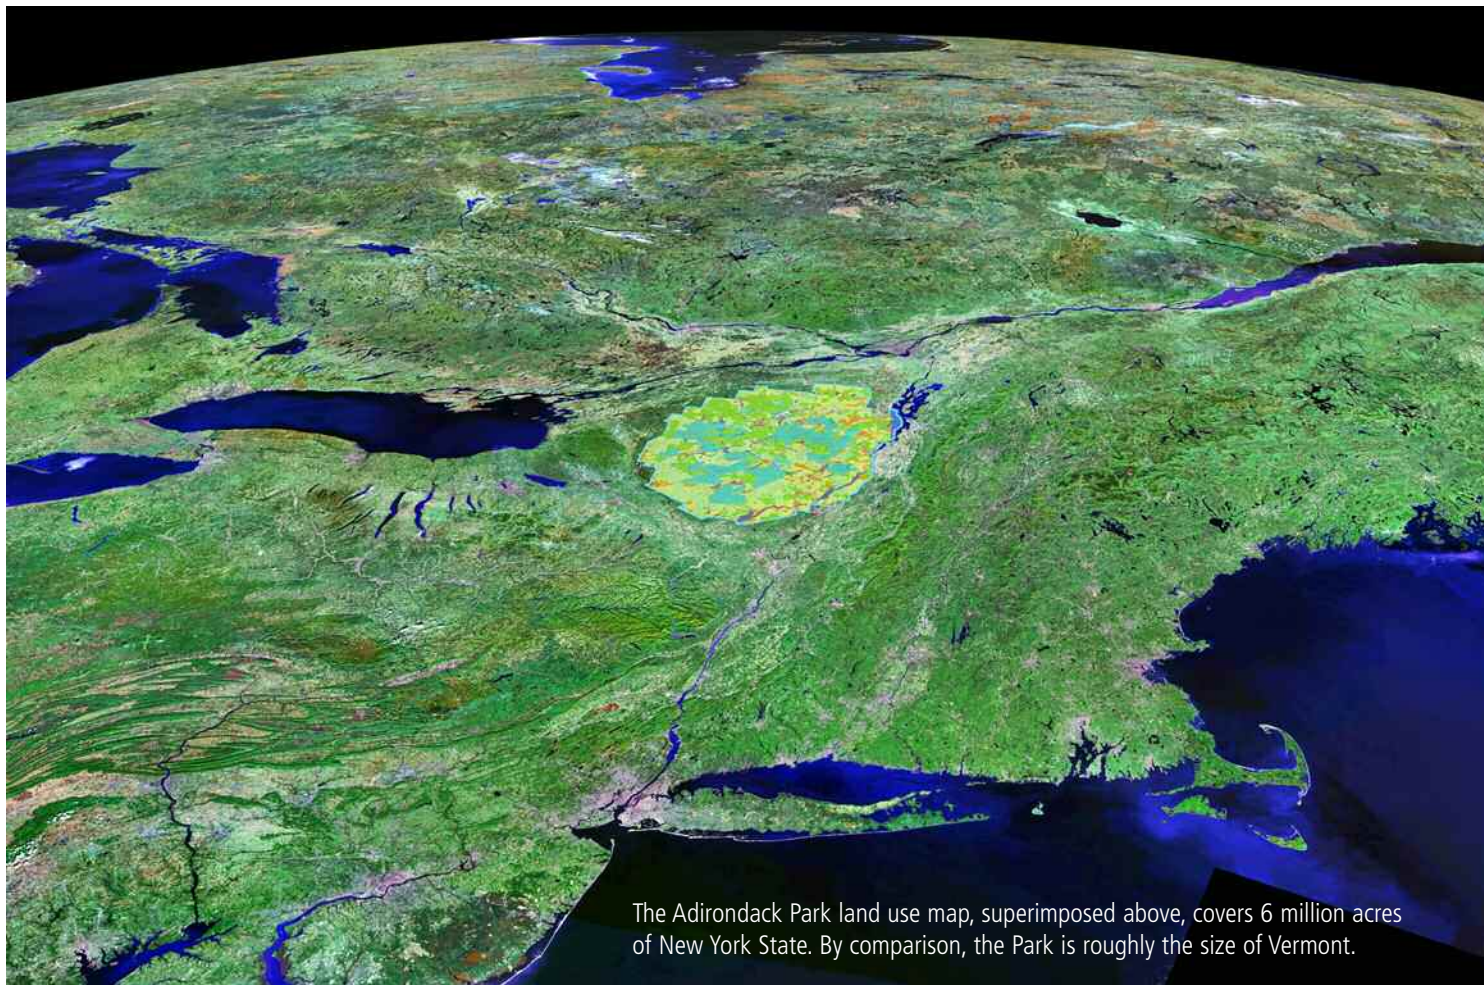 The Adirondack Park land use map, superimposed above, covers 6 million acres
of New York State. By comparison, the Park is roughly the size of Vermont.